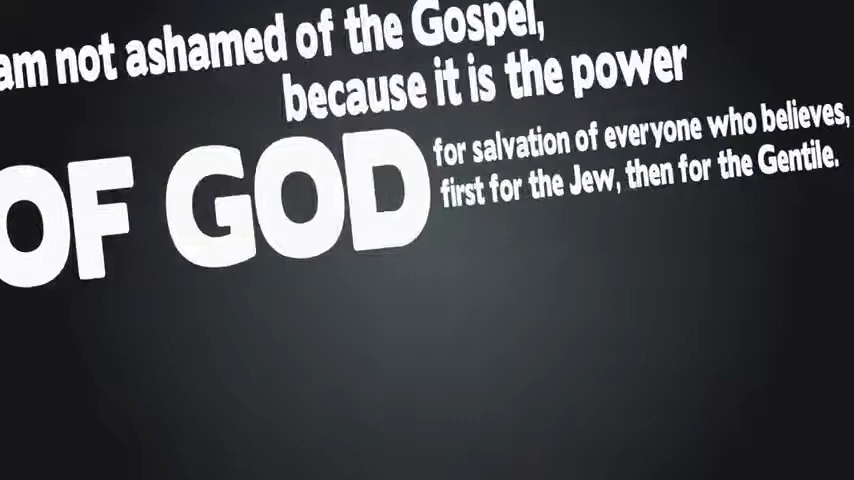 am not ashamed of the Gospel,
because it is the power
OF GOD
for salvation of everyone who believes,
first for the Jew, then for the Gentile.